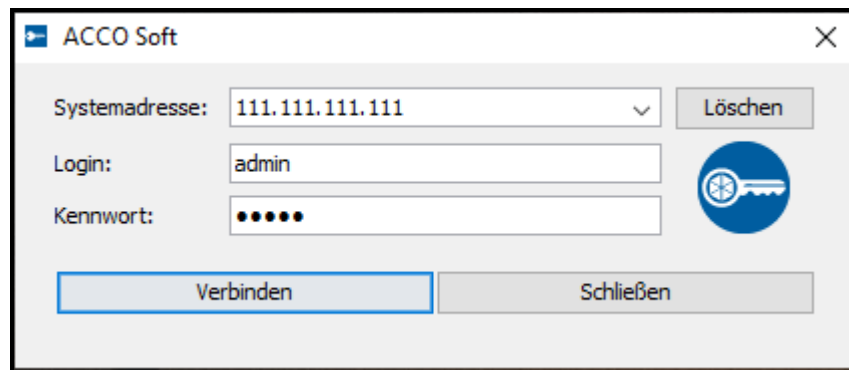 ACCO Soft
Systemadresse: 111.111.111.111 Löschen
Login: admin
Kennwort: •••••
Verbinden Schließen